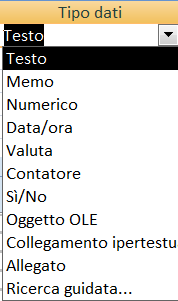 Tipo dati
Testo
Testo
Memo
Numerico
Data/ora
Valuta
Contatore
Sì/No
Oggetto OLE
Collegamento ipertestu
Allegato
Ricerca guidata...